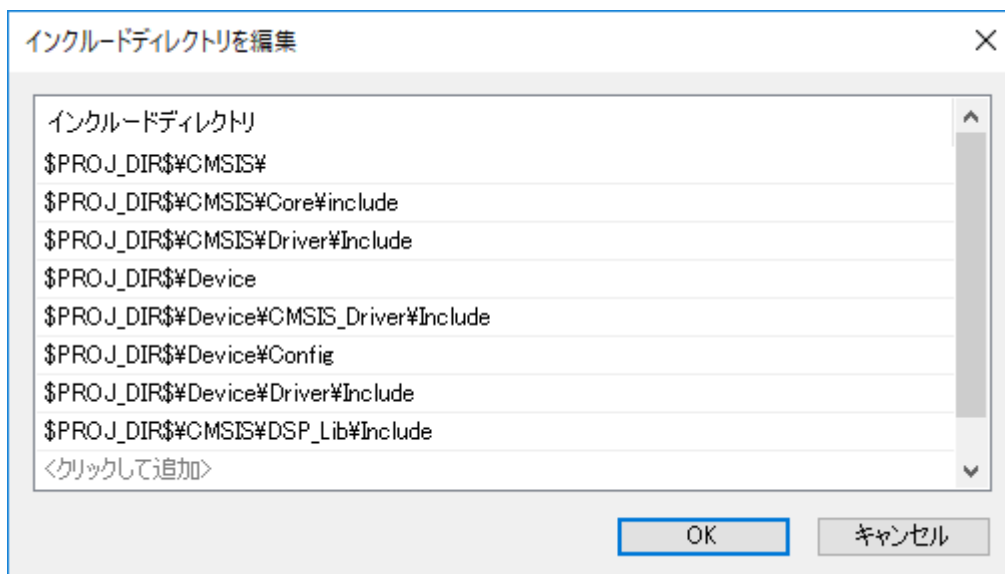 インクルードディレクトリを編集
インクルードディレクトリ
$PROJ_DIR$¥CMSIS¥
$PROJ_DIR$¥CMSIS¥Core¥include
$PROJ_DIR$¥CMSIS¥Driver¥Include
$PROJ_DIR$¥Device
$PROJ_DIR$¥Device¥CMSIS_Driver¥Include
$PROJ_DIR$¥Device¥Config
$PROJ_DIR$¥Device¥Driver¥Include
$PROJ_DIR$¥CMSIS¥DSP_Lib¥Include
<クリックして追加>
OK キャンセル